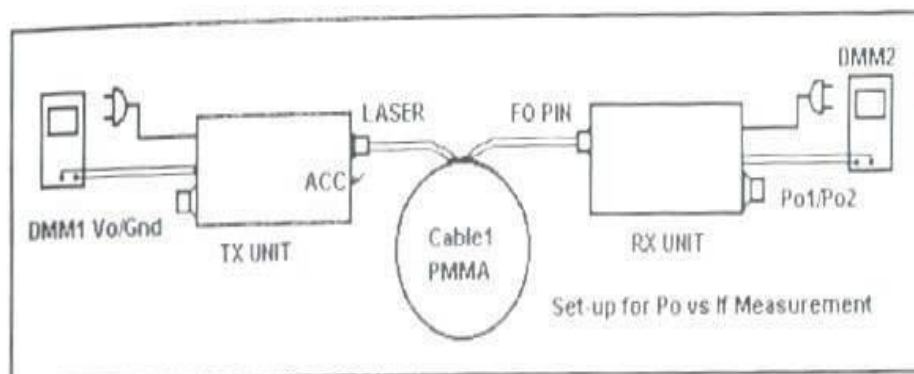 DMM2
LASER
FO PIN
ACC
Po1/Po2
DMM1 Vo/Gnd
TX UNIT
Cable1
PMMA
RX UNIT
Set-up for Po vs If Measurement